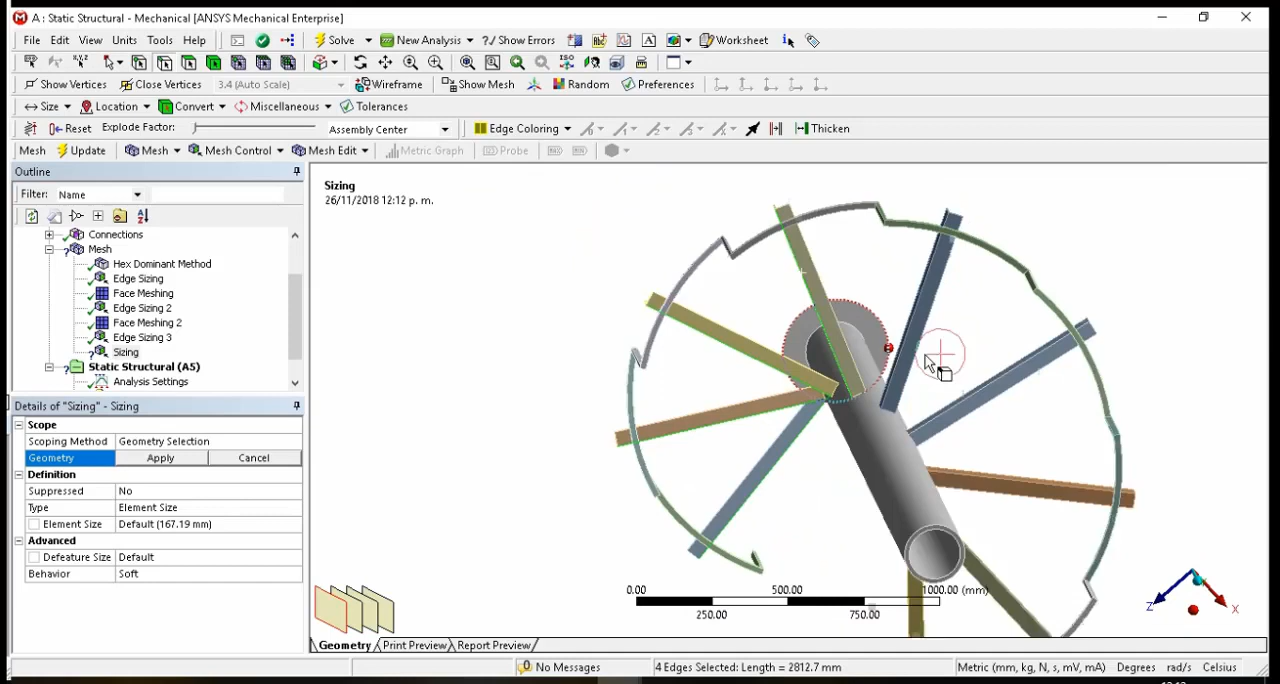 A : Static Structural - Mechanical [ANSYS Mechanical Enterprise]
File Edit View Units Tools Help Solve New Analysis ?/ Show Errors A Worksheet i
Show Vertices Close Vertices 3.4 (Auto Scale) Wireframe Show Mesh Random Preferences
Size Location Convert Miscellaneous Tolerances
Reset Explode Factor: Assembly Center Edge Coloring Thicken
Mesh Update Mesh Mesh Control Mesh Edit Metric Graph Probe
Outline
Filter: Name
Connections
Mesh
Hex Dominant Method
Edge Sizing
Face Meshing
Edge Sizing 2
Face Meshing 2
Edge Sizing 3
Sizing
Static Structural (A5)
Analysis Settings
Details of "Sizing" - Sizing
Scope
Scoping Method Geometry Selection
Geometry Apply Cancel
Definition
Suppressed No
Type Element Size
Element Size Default (167.19 mm)
Advanced
Defeature Size Default
Behavior Soft
Sizing
26/11/2018 12:12 p. m.
0.00 500.00 1000.00 (mm)
250.00 750.00
Z X
Geometry Print Preview Report Preview
No Messages 4 Edges Selected: Length = 2812.7 mm Metric (mm, kg, N, s, mV, mA) Degrees rad/s Celsius